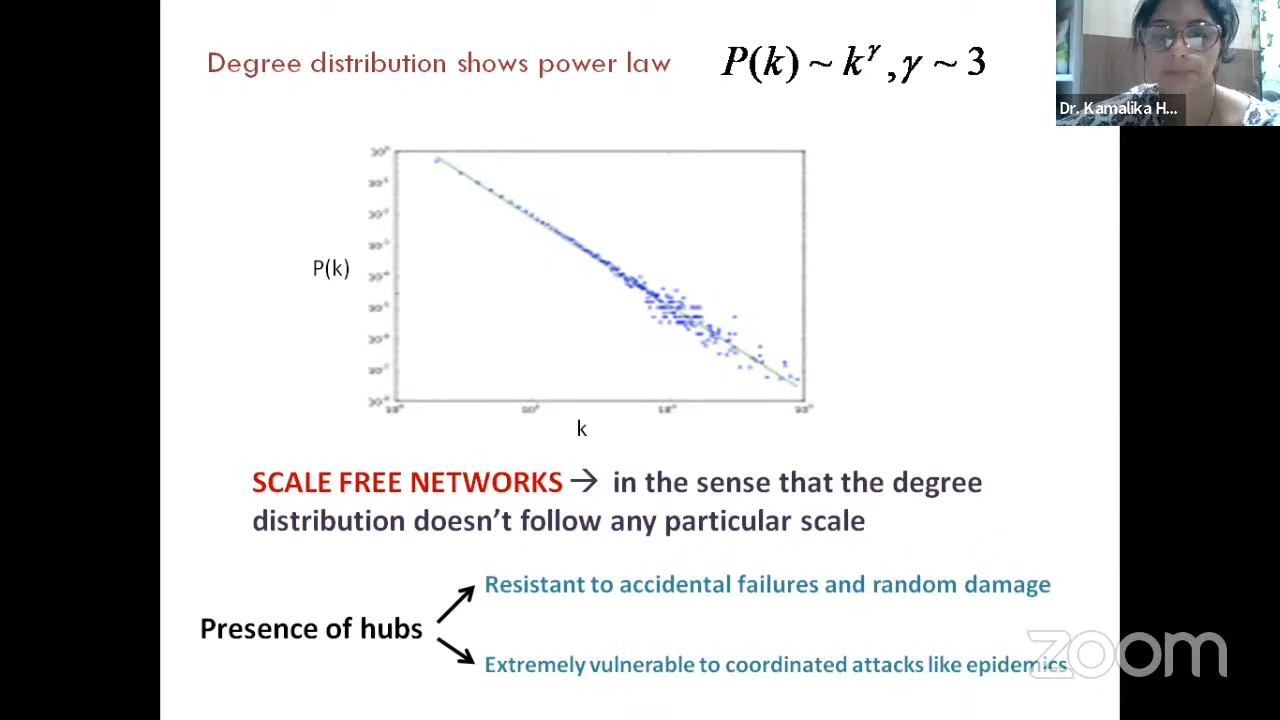 Degree distribution shows power law P(k) ~ k^γ, γ ~ 3
Dr. Kamalika H...
P(k)
k
SCALE FREE NETWORKS → in the sense that the degree
distribution doesn't follow any particular scale
Resistant to accidental failures and random damage
Presence of hubs
Extremely vulnerable to coordinated attacks like epidemics
zoom